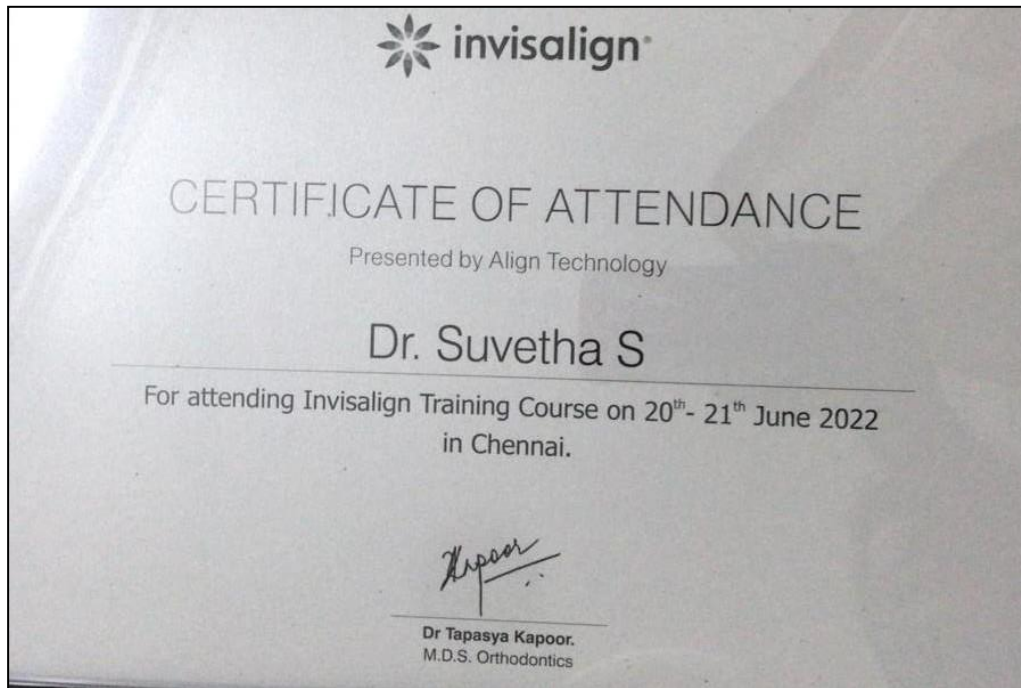 invisalign
CERTIFICATE OF ATTENDANCE
Presented by Align Technology
Dr. Suvetha S
For attending Invisalign Training Course on 20th- 21th June 2022
in Chennai.
Kapoor
Dr Tapasya Kapoor.
M.D.S. Orthodontics